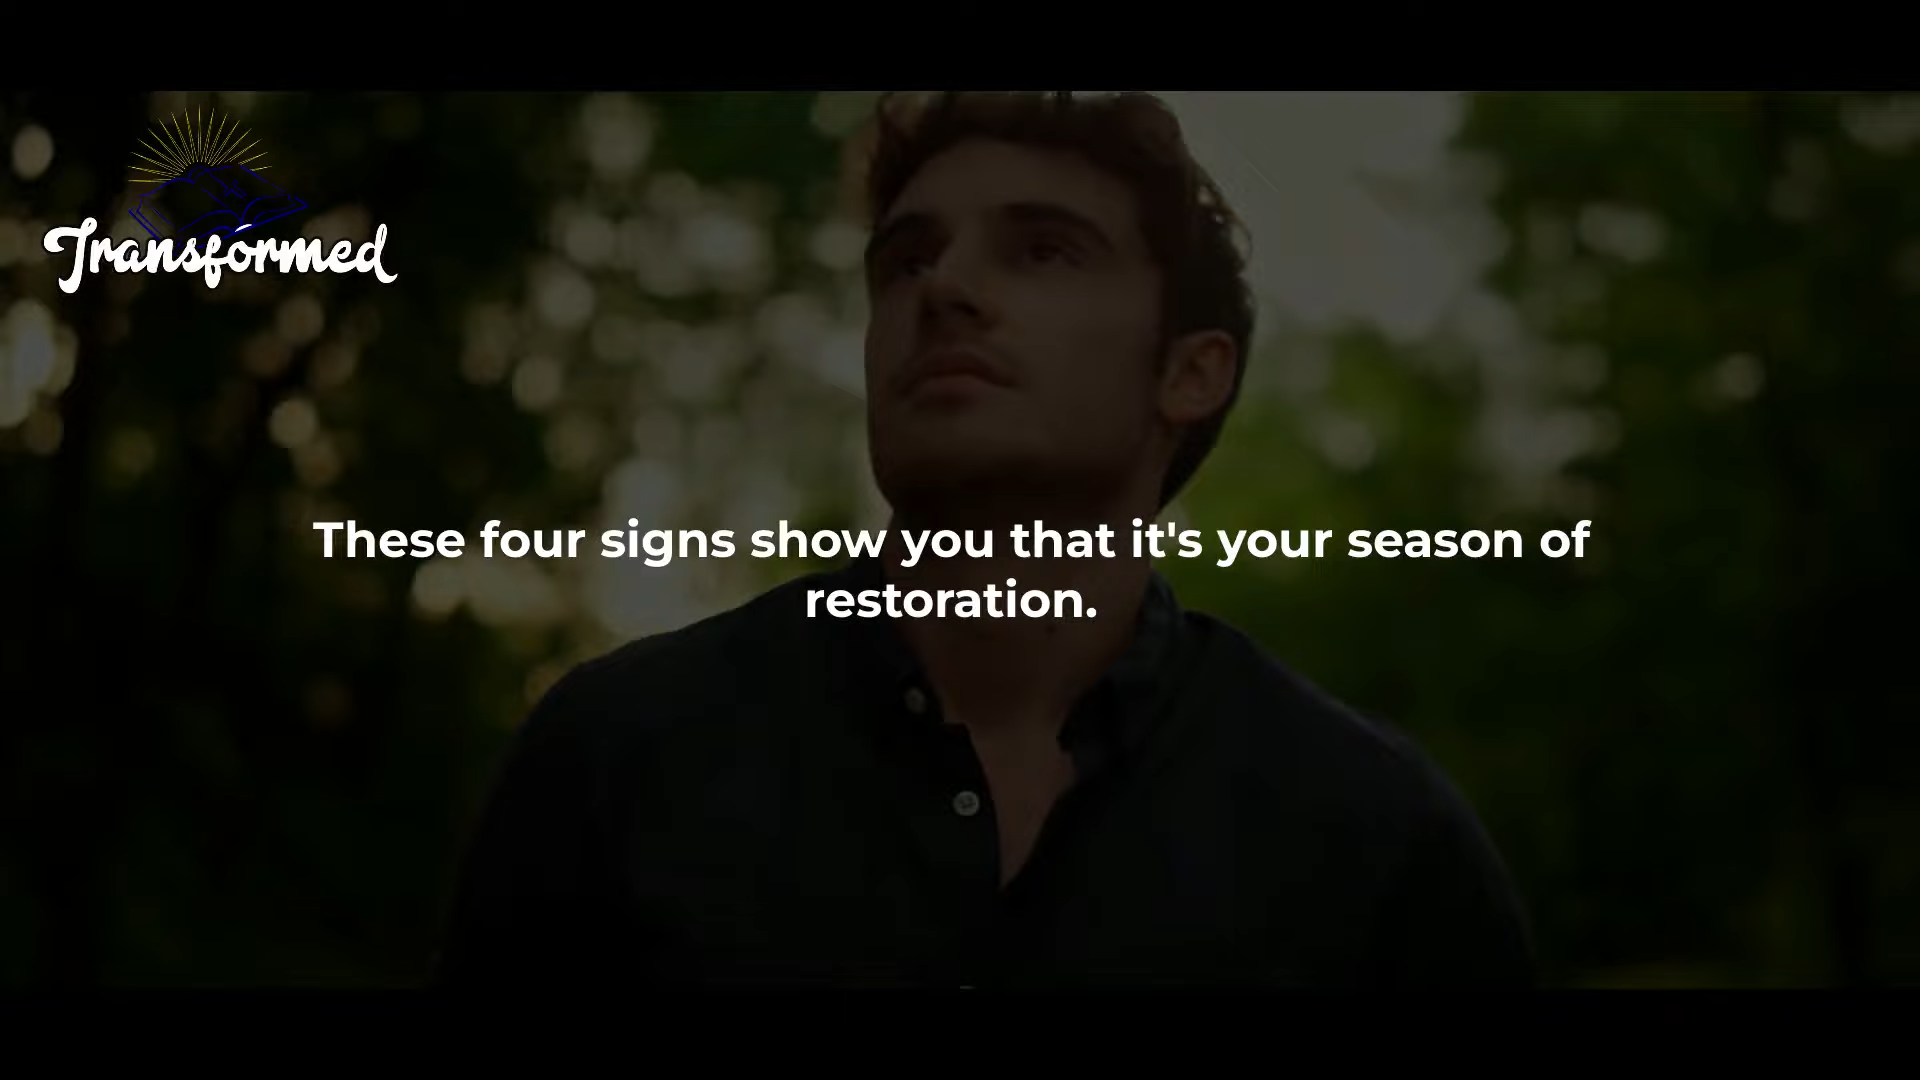 Transformed
These four signs show you that it's your season of
restoration.